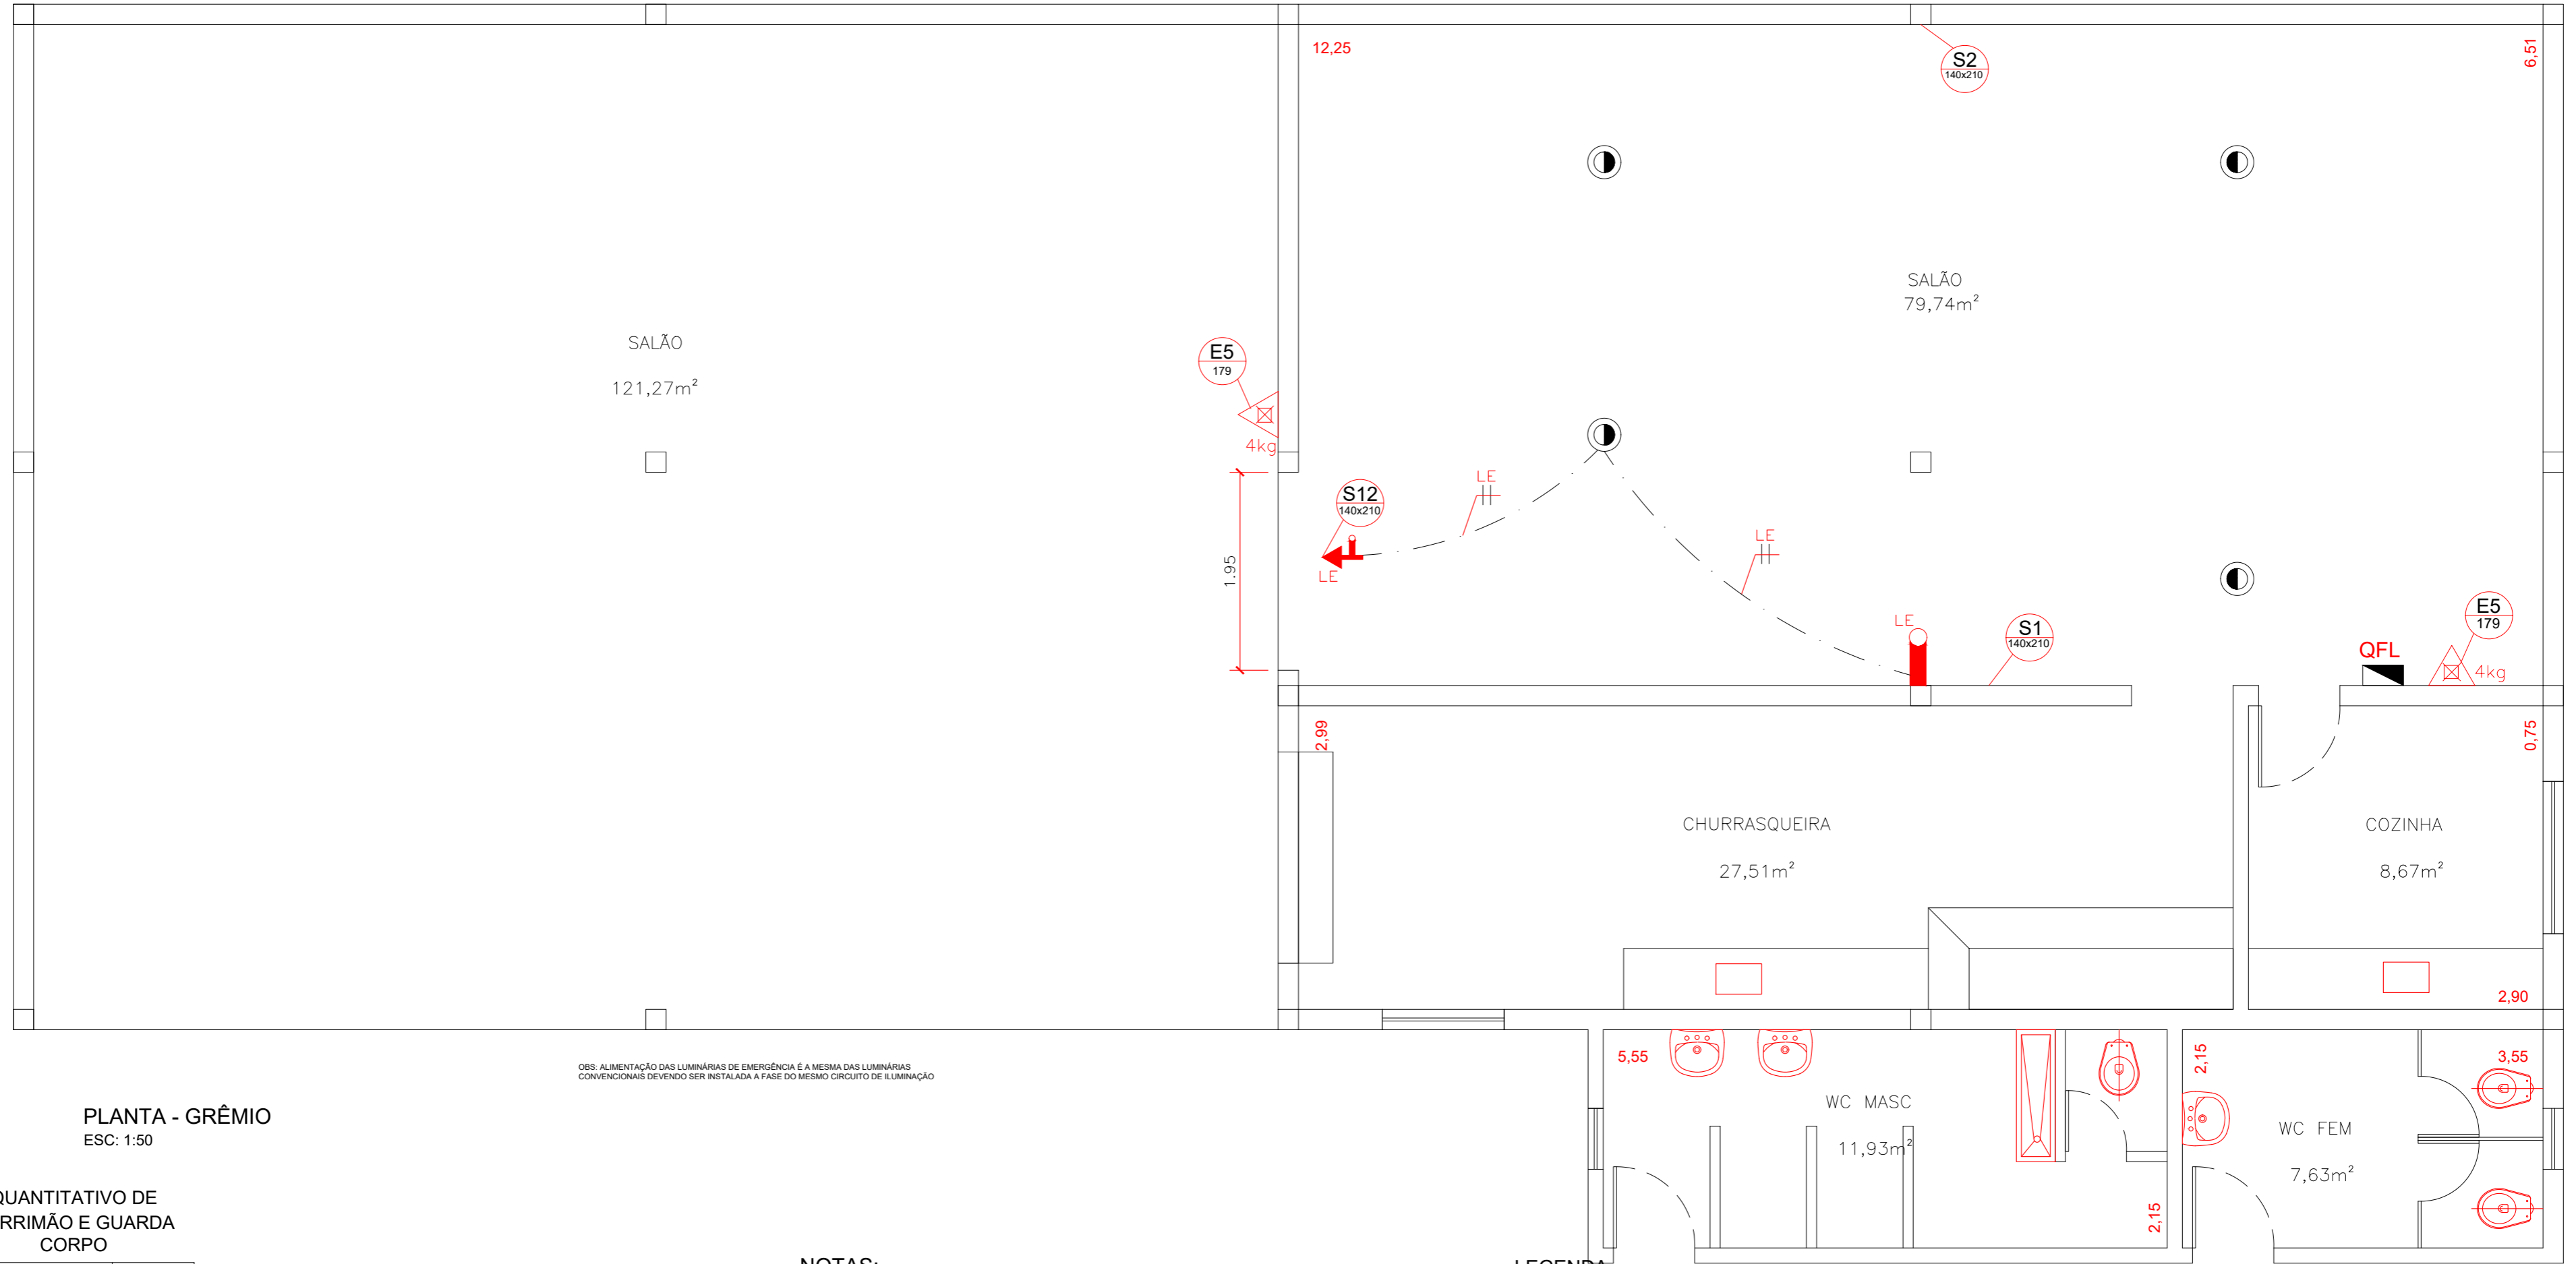 12,25
S2
140x210
6,51
SALÃO
79,74m²
SALÃO
121,27m²
E5
179
4kg
LE
S12
140x210
LE
LE
1.95
LE
S1
140x210
E5
179
QFL
4kg
2,99
0,75
CHURRASQUEIRA
27,51m²
COZINHA
8,67m²
2,90
OBS: ALIMENTAÇÃO DAS LUMINÁRIAS DE EMERGÊNCIA É A MESMA DAS LUMINÁRIAS
CONVENCIONAIS DEVENDO SER INSTALADA A FASE DO MESMO CIRCUITO DE ILUMINAÇÃO
5,55
2,15
3,55
WC MASC
11,93m²
WC FEM
7,63m²
2,15
PLANTA - GRÊMIO
ESC: 1:50
QUANTITATIVO DE
RRIMÃO E GUARDA
CORPO
NOTAS:
LEGENDA